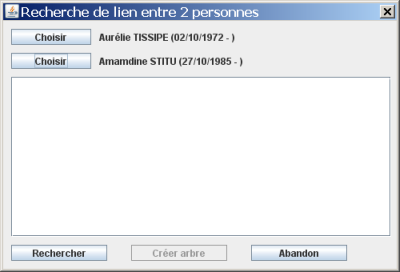 Recherche de lien entre 2 personnes
Choisir Aurélie TISSIPE (02/10/1972 - )
Choisir Amamdine STITU (27/10/1985 - )
Rechercher Créer arbre Abandon